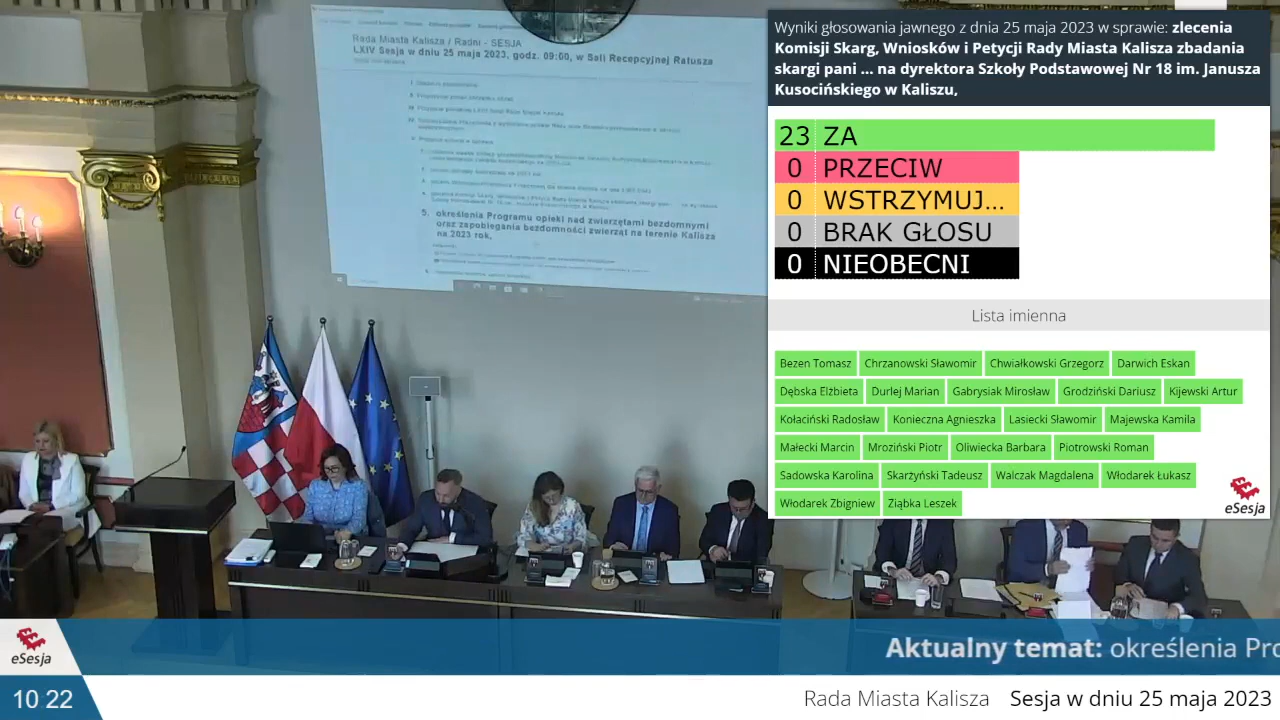 Rada Miasta Kalisza / Radni - SESJA
LXIV Sesja w dniu 25 maja 2023, godz. 09:00, w Sali Recepcyjnej Ratusza
5. określenia Programu opieki nad zwierzętami bezdomnymi
oraz zapobiegania bezdomności zwierząt na terenie Kalisza
na 2023 rok,
Wyniki głosowania jawnego z dnia 25 maja 2023 w sprawie: zlecenia
Komisji Skarg, Wniosków i Petycji Rady Miasta Kalisza zbadania
skargi pani ... na dyrektora Szkoły Podstawowej Nr 18 im. Janusza
Kusocińskiego w Kaliszu,
23 ZA
0 PRZECIW
0 WSTRZYMUJ...
0 BRAK GŁOSU
0 NIEOBECNI
Lista imienna
Bezen Tomasz Chrzanowski Sławomir Chwiałkowski Grzegorz Darwich Eskan
Dębska Elżbieta Durlej Marian Gabrysiak Mirosław Grodziński Dariusz Kijewski Artur
Kołaciński Radosław Konieczna Agnieszka Lasiecki Sławomir Majewska Kamila
Małecki Marcin Mroziński Piotr Oliwiecka Barbara Piotrowski Roman
Sadowska Karolina Skarżyński Tadeusz Walczak Magdalena Włodarek Łukasz
Włodarek Zbigniew Ziąbka Leszek
eSesja
eSesja
Aktualny temat: określenia Pro
10:22
Rada Miasta Kalisza Sesja w dniu 25 maja 2023